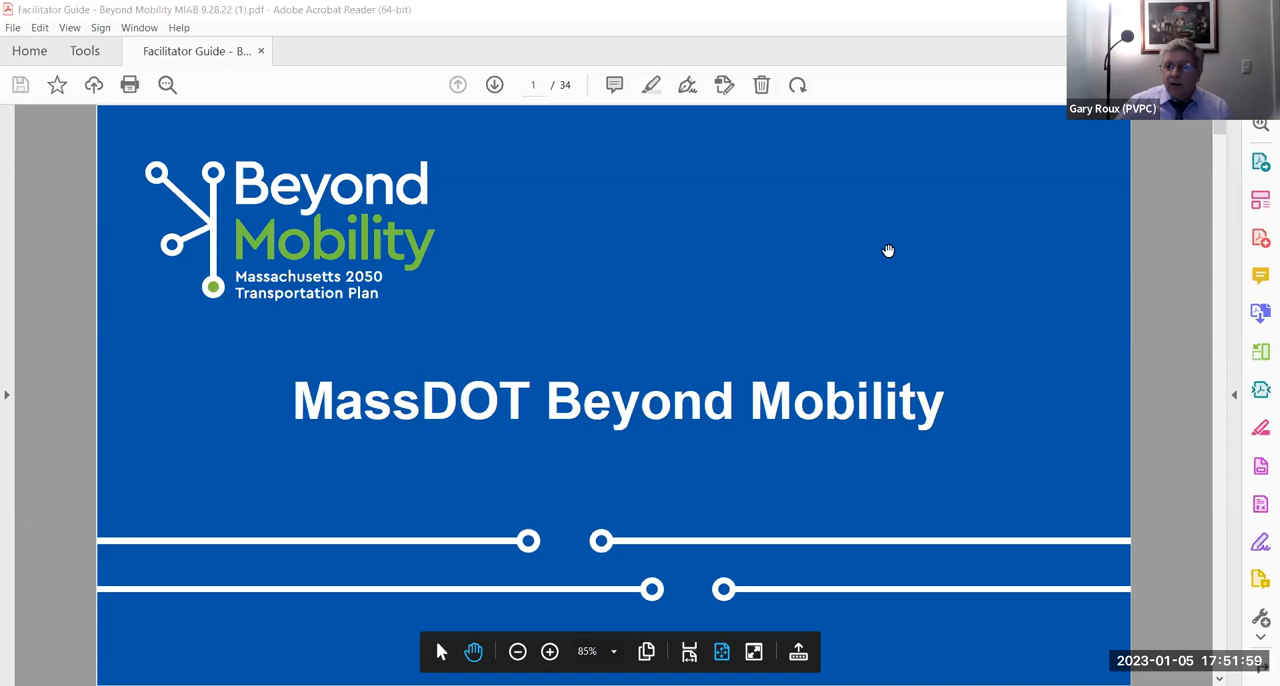 Facilitator Guide - Beyond Mobility MIAB 9.28.22 (1).pdf - Adobe Acrobat Reader (64-bit)
File Edit View Sign Window Help
Home Tools Facilitator Guide - B... ×
1 / 34
Gary Roux (PVPC)
Beyond
Mobility
Massachusetts 2050
Transportation Plan
MassDOT Beyond Mobility
85%
2023-01-05 17:51:59